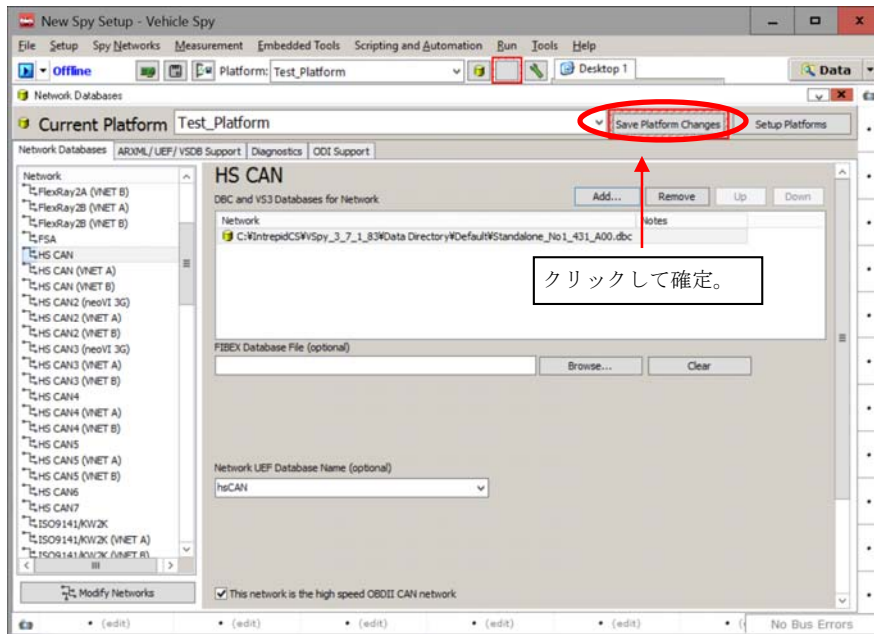 New Spy Setup - Vehicle Spy
File Setup Spy Networks Measurement Embedded Tools Scripting and Automation Run Tools Help
Offline Platform: Test_Platform Desktop 1 Data
Network Databases
Current Platform Test_Platform Save Platform Changes Setup Platforms
Network Databases ARXML/UEF/VSDB Support Diagnostics ODI Support
Network
FlexRay2A (VNET B)
FlexRay2B (VNET A)
FlexRay2B (VNET B)
FSA
HS CAN
HS CAN (VNET A)
HS CAN (VNET B)
HS CAN2 (neoVI 3G)
HS CAN2 (VNET A)
HS CAN2 (VNET B)
HS CAN3 (neoVI 3G)
HS CAN3 (VNET A)
HS CAN3 (VNET B)
HS CAN4
HS CAN4 (VNET A)
HS CAN4 (VNET B)
HS CAN5
HS CAN5 (VNET A)
HS CAN5 (VNET B)
HS CAN6
HS CAN7
ISO9141/KW2K
ISO9141/KW2K (VNET A)
ISO9141/KW2K (VNET B)
Modify Networks
HS CAN
DBC and VS3 Databases for Network Add... Remove Up Down
Network Notes
C:¥IntrepidCS¥VSpy_3_7_1_83¥Data Directory¥Default¥Standalone_No1_431_A00.dbc
クリックして確定。
FIBEX Database File (optional)
Browse... Clear
Network UEF Database Name (optional)
hsCAN
This network is the high speed OBDII CAN network
(edit) (edit) (edit) (edit) (edit) No Bus Errors